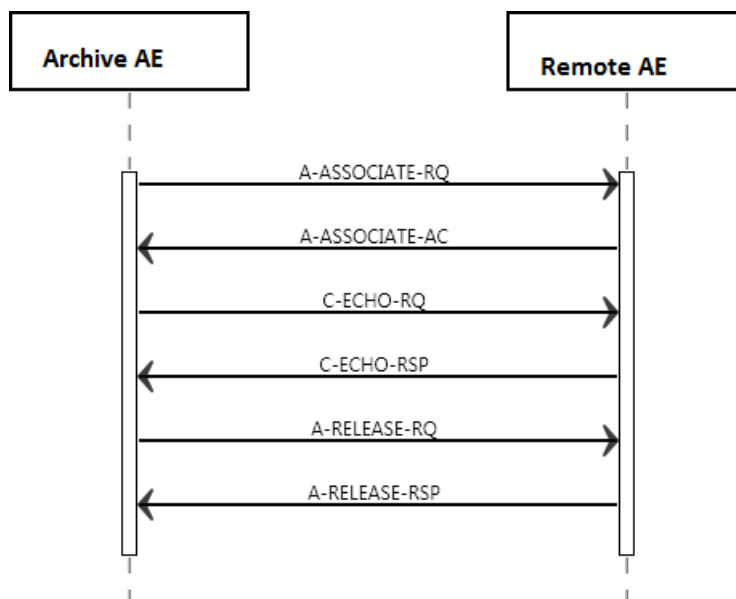 Archive AE
Remote AE
A-ASSOCIATE-RQ
A-ASSOCIATE-AC
C-ECHO-RQ
C-ECHO-RSP
A-RELEASE-RQ
A-RELEASE-RSP